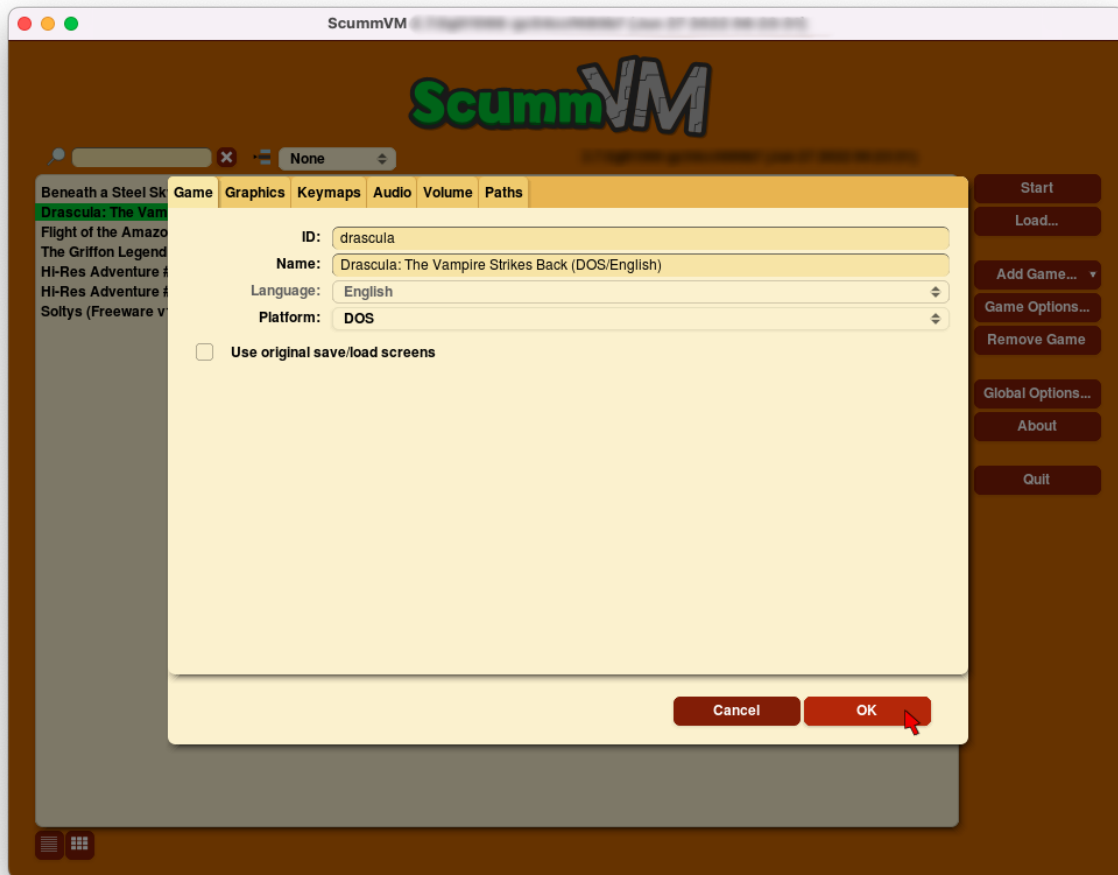 ScummVM
ScummVM
None
Beneath a Steel Sk
Drascula: The Vam
Flight of the Amazo
The Griffon Legend
Hi-Res Adventure #
Hi-Res Adventure #
Soltys (Freeware v
Game Graphics Keymaps Audio Volume Paths
ID: drascula
Name: Drascula: The Vampire Strikes Back (DOS/English)
Language: English
Platform: DOS
Use original save/load screens
Cancel OK
Start
Load...
Add Game...
Game Options...
Remove Game
Global Options...
About
Quit